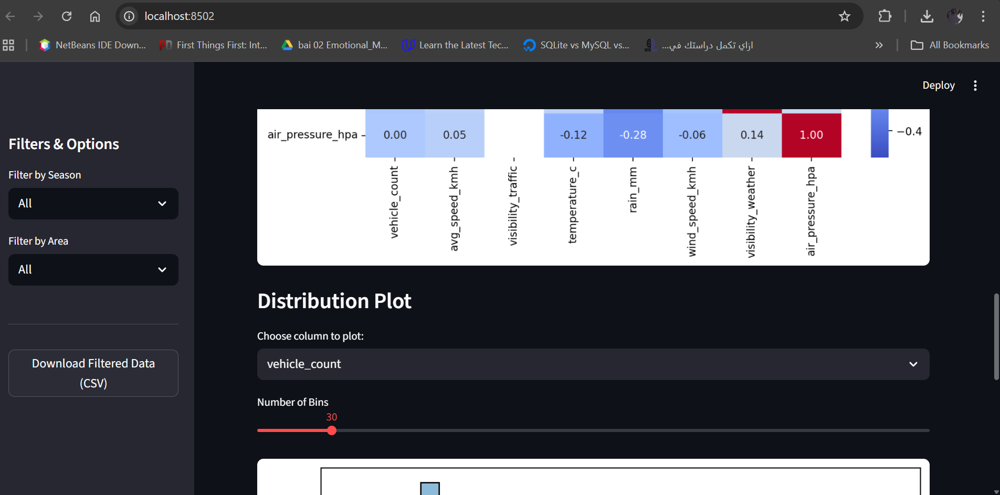 localhost:8502
NetBeans IDE Down...
First Things First: Int...
bai 02 Emotional_M...
Learn the Latest Tec...
SQLite vs MySQL vs...
ازاي تكمل دراستك في...
All Bookmarks
Deploy
Filters & Options
Filter by Season
All
Filter by Area
All
Download Filtered Data
(CSV)
air_pressure_hpa
0.00
0.05
-0.12
-0.28
-0.06
0.14
1.00
−0.4
vehicle_count
avg_speed_kmh
visibility_traffic
temperature_c
rain_mm
wind_speed_kmh
visibility_weather
air_pressure_hpa
Distribution Plot
Choose column to plot:
vehicle_count
Number of Bins
30